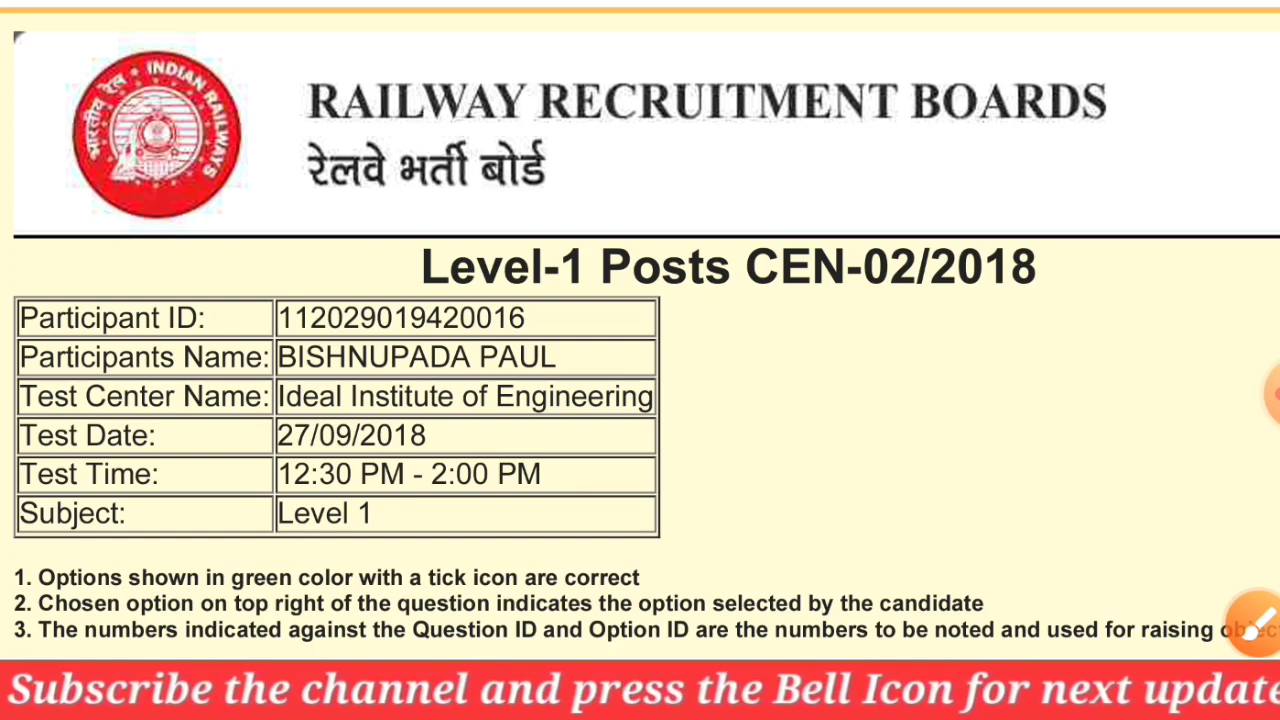 भारतीय रेल • INDIAN RAILWAYS
RAILWAY RECRUITMENT BOARDS
रेलवे भर्ती बोर्ड
Level-1 Posts CEN-02/2018
Participant ID: 112029019420016
Participants Name: BISHNUPADA PAUL
Test Center Name: Ideal Institute of Engineering
Test Date: 27/09/2018
Test Time: 12:30 PM - 2:00 PM
Subject: Level 1
1. Options shown in green color with a tick icon are correct
2. Chosen option on top right of the question indicates the option selected by the candidate
3. The numbers indicated against the Question ID and Option ID are the numbers to be noted and used for raising
Subscribe the channel and press the Bell Icon for next update